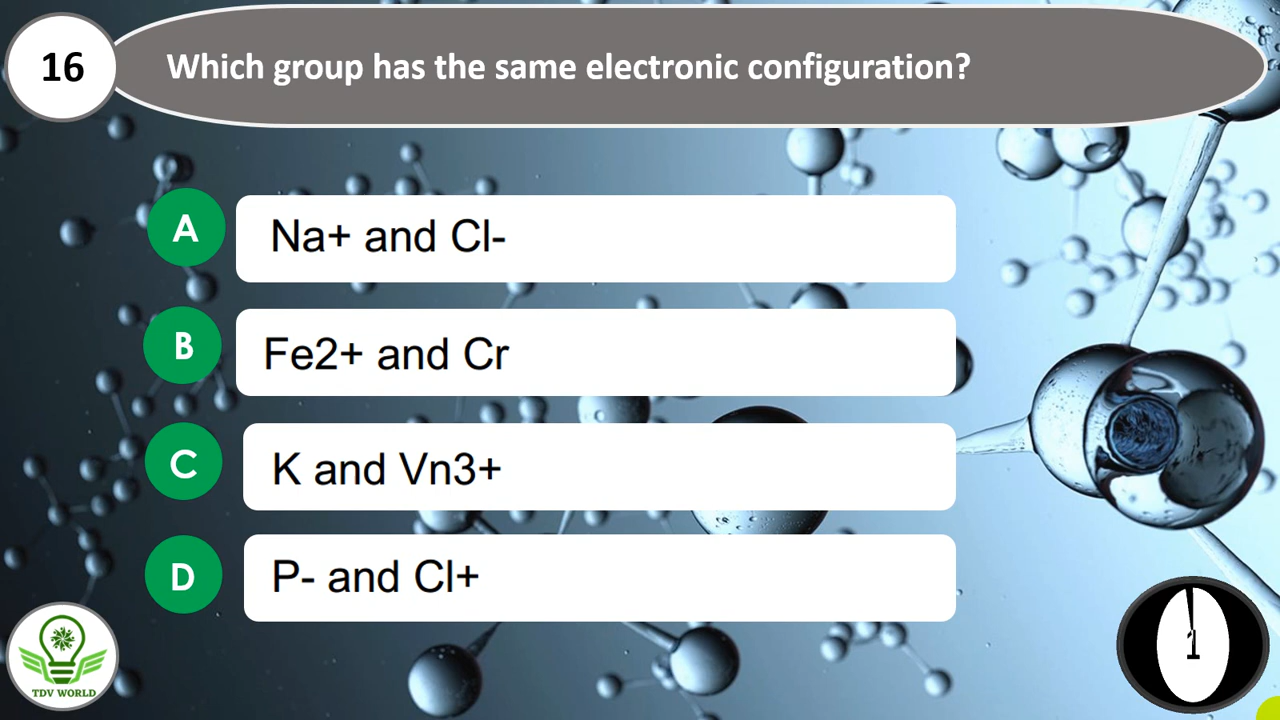 16
Which group has the same electronic configuration?
A
Na+ and Cl-
B
Fe2+ and Cr
C
K and Vn3+
D
P- and Cl+
TDV WORLD
1